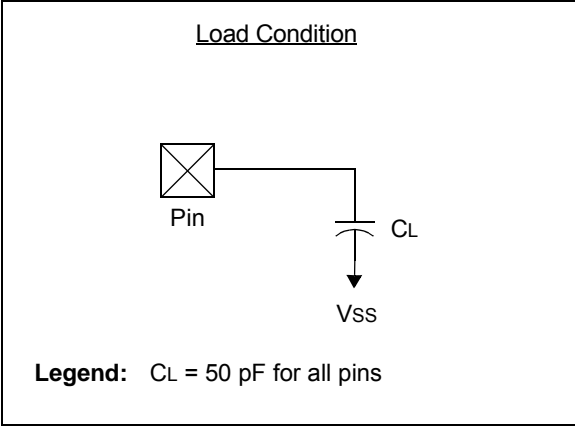 Load Condition
Pin
CL
VSS
Legend: CL = 50 pF for all pins